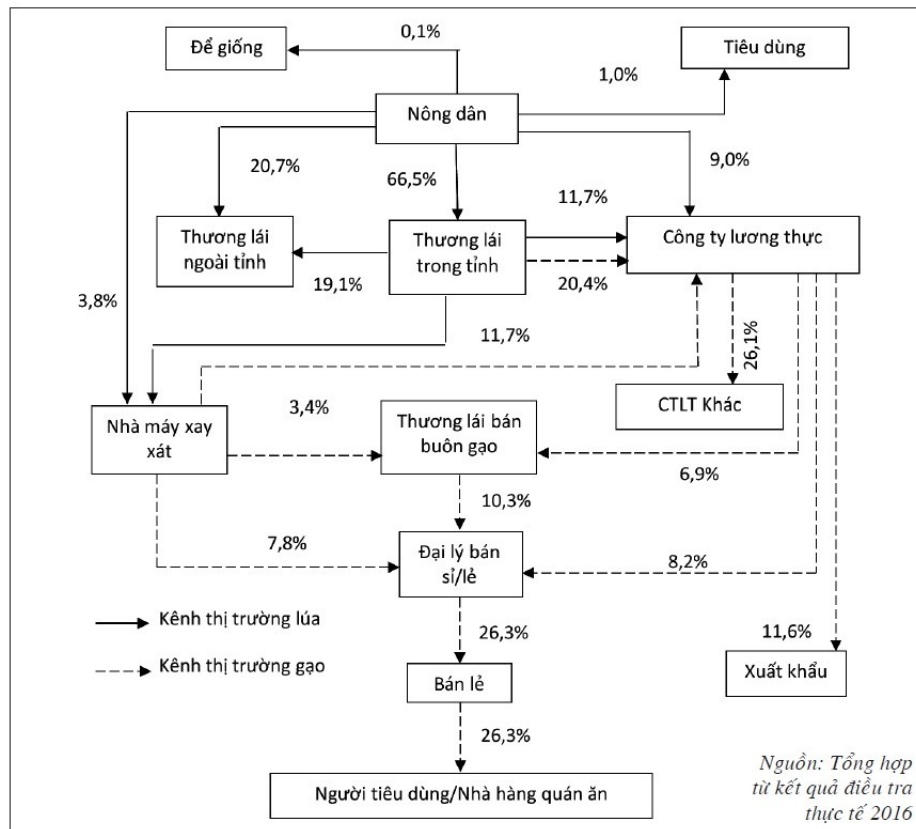 Để giống
0,1%
Tiêu dùng
1,0%
Nông dân
20,7%
66,5%
9,0%
11,7%
Thương lái
ngoài tỉnh
Thương lái
trong tỉnh
Công ty lương thực
19,1%
20,4%
3,8%
11,7%
26,1%
CTLT Khác
Nhà máy xay
xát
3,4%
Thương lái bán
buôn gạo
6,9%
10,3%
7,8%
Đại lý bán
sỉ/lẻ
8,2%
Kênh thị trường lúa
26,3%
11,6%
Kênh thị trường gạo
Bán lẻ
Xuất khẩu
26,3%
Người tiêu dùng/Nhà hàng quán ăn
Nguồn: Tổng hợp
từ kết quả điều tra
thực tế 2016